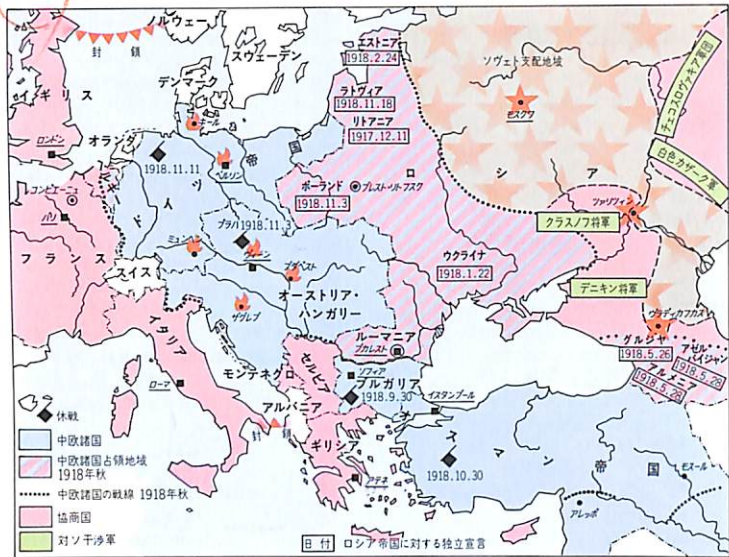 ノルウェー
封鎖
スウェーデン
エストニア
1918.2.24
ソヴェト支配地域
チェコスロヴァキア軍団
デンマーク
ラトヴィア
1918.11.18
モスクワ
イギリス
キール
リトアニア
1917.12.11
白色カザーク軍
ロンドン
オランダ
1918.11.11
ドイツ帝国
ベルリン
ロシア
ベルギー
コンピエーニュ
ポーランド
1918.11.3
ブレスト・リトフスク
ツァリツィン
パリ
プラハ
1918.11.3
クラスノフ将軍
フランス
ミュンヘン
ウィーン
ブダペスト
ウクライナ
1918.1.22
スイス
オーストリア・
ハンガリー
デニキン将軍
ザグレブ
ヴラディカフカス
イタリア
ルーマニア
ブカレスト
グルジャ
1918.5.26
アゼル
バイジャン
1918.5.28
アルメニア
1918.5.28
モンテネグロ
セルビア
ソフィア
ブルガリア
1918.9.30
ローマ
アルバニア
イスタンブール
封鎖
ギリシア
オスマン帝国
1918.10.30
モスール
アテネ
アレッポ
休戦
中欧諸国
中欧諸国占領地域
1918年秋
中欧諸国の戦線 1918年秋
協商国
対ソ干渉軍
日付 ロシア帝国に対する独立宣言